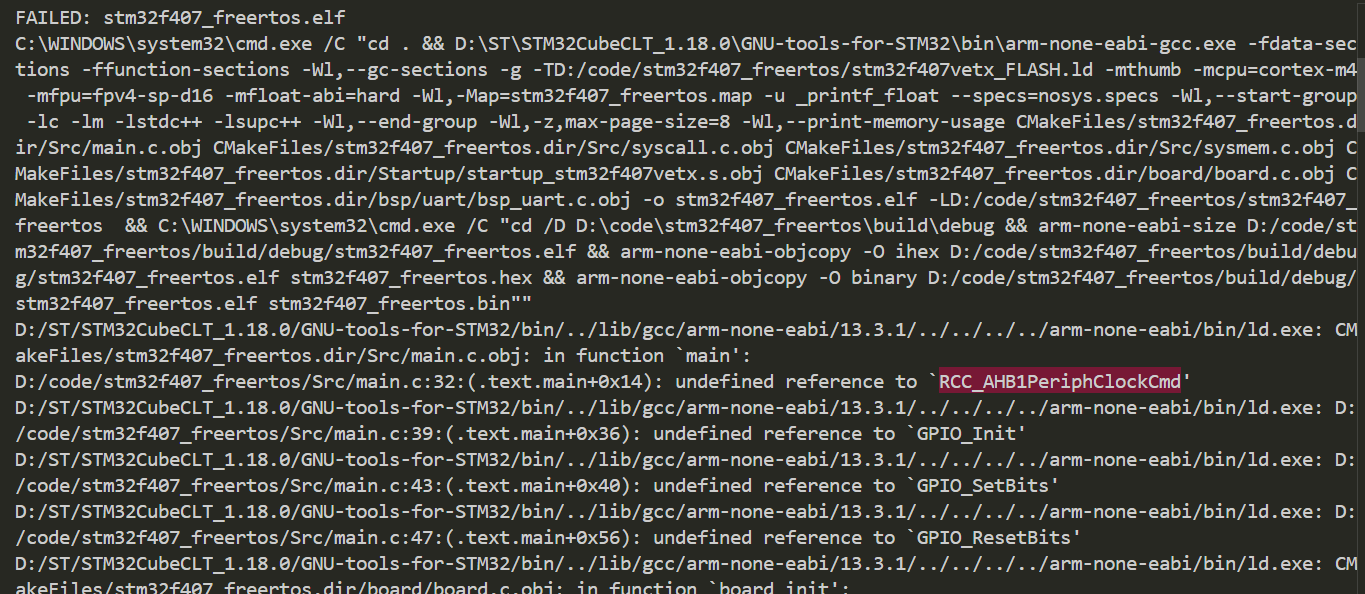 FAILED: stm32f407_freertos.elf
C:\WINDOWS\system32\cmd.exe /C "cd . && D:\ST\STM32CubeCLT_1.18.0\GNU-tools-for-STM32\bin\arm-none-eabi-gcc.exe -fdata-sec
tions -ffunction-sections -Wl,--gc-sections -g -TD:/code/stm32f407_freertos/stm32f407vetx_FLASH.ld -mthumb -mcpu=cortex-m4
 -mfpu=fpv4-sp-d16 -mfloat-abi=hard -Wl,-Map=stm32f407_freertos.map -u _printf_float --specs=nosys.specs -Wl,--start-group
 -lc -lm -lstdc++ -lsupc++ -Wl,--end-group -Wl,-z,max-page-size=8 -Wl,--print-memory-usage CMakeFiles/stm32f407_freertos.d
ir/Src/main.c.obj CMakeFiles/stm32f407_freertos.dir/Src/syscall.c.obj CMakeFiles/stm32f407_freertos.dir/Src/sysmem.c.obj C
MakeFiles/stm32f407_freertos.dir/Startup/startup_stm32f407vetx.s.obj CMakeFiles/stm32f407_freertos.dir/board/board.c.obj C
MakeFiles/stm32f407_freertos.dir/bsp/uart/bsp_uart.c.obj -o stm32f407_freertos.elf -LD:/code/stm32f407_freertos/stm32f407_
freertos  && C:\WINDOWS\system32\cmd.exe /C "cd /D D:\code\stm32f407_freertos\build\debug && arm-none-eabi-size D:/code/st
m32f407_freertos/build/debug/stm32f407_freertos.elf && arm-none-eabi-objcopy -O ihex D:/code/stm32f407_freertos/build/debu
g/stm32f407_freertos.elf stm32f407_freertos.hex && arm-none-eabi-objcopy -O binary D:/code/stm32f407_freertos/build/debug/
stm32f407_freertos.elf stm32f407_freertos.bin""
D:/ST/STM32CubeCLT_1.18.0/GNU-tools-for-STM32/bin/../lib/gcc/arm-none-eabi/13.3.1/../../../../arm-none-eabi/bin/ld.exe: CM
akeFiles/stm32f407_freertos.dir/Src/main.c.obj: in function `main':
D:/code/stm32f407_freertos/Src/main.c:32:(.text.main+0x14): undefined reference to `RCC_AHB1PeriphClockCmd'
D:/ST/STM32CubeCLT_1.18.0/GNU-tools-for-STM32/bin/../lib/gcc/arm-none-eabi/13.3.1/../../../../arm-none-eabi/bin/ld.exe: D:
/code/stm32f407_freertos/Src/main.c:39:(.text.main+0x36): undefined reference to `GPIO_Init'
D:/ST/STM32CubeCLT_1.18.0/GNU-tools-for-STM32/bin/../lib/gcc/arm-none-eabi/13.3.1/../../../../arm-none-eabi/bin/ld.exe: D:
/code/stm32f407_freertos/Src/main.c:43:(.text.main+0x40): undefined reference to `GPIO_SetBits'
D:/ST/STM32CubeCLT_1.18.0/GNU-tools-for-STM32/bin/../lib/gcc/arm-none-eabi/13.3.1/../../../../arm-none-eabi/bin/ld.exe: D:
/code/stm32f407_freertos/Src/main.c:47:(.text.main+0x56): undefined reference to `GPIO_ResetBits'
D:/ST/STM32CubeCLT_1.18.0/GNU-tools-for-STM32/bin/../lib/gcc/arm-none-eabi/13.3.1/../../../../arm-none-eabi/bin/ld.exe: CM
akeFiles/stm32f407_freertos.dir/board/board.c.obj: in function `board_init':